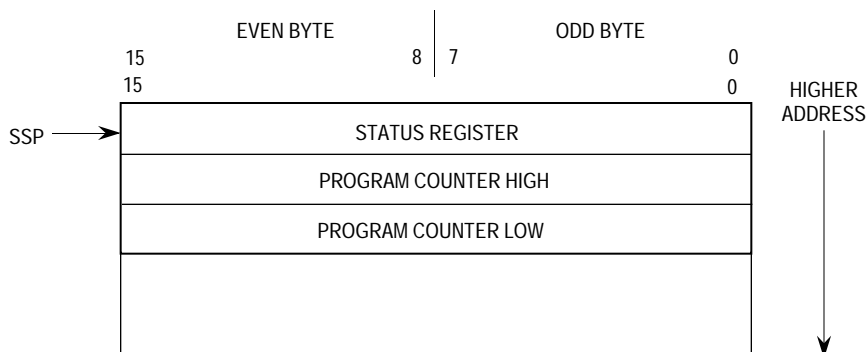 EVEN BYTE ODD BYTE
15 8 7 0
15 0
HIGHER
ADDRESS
SSP
STATUS REGISTER
PROGRAM COUNTER HIGH
PROGRAM COUNTER LOW